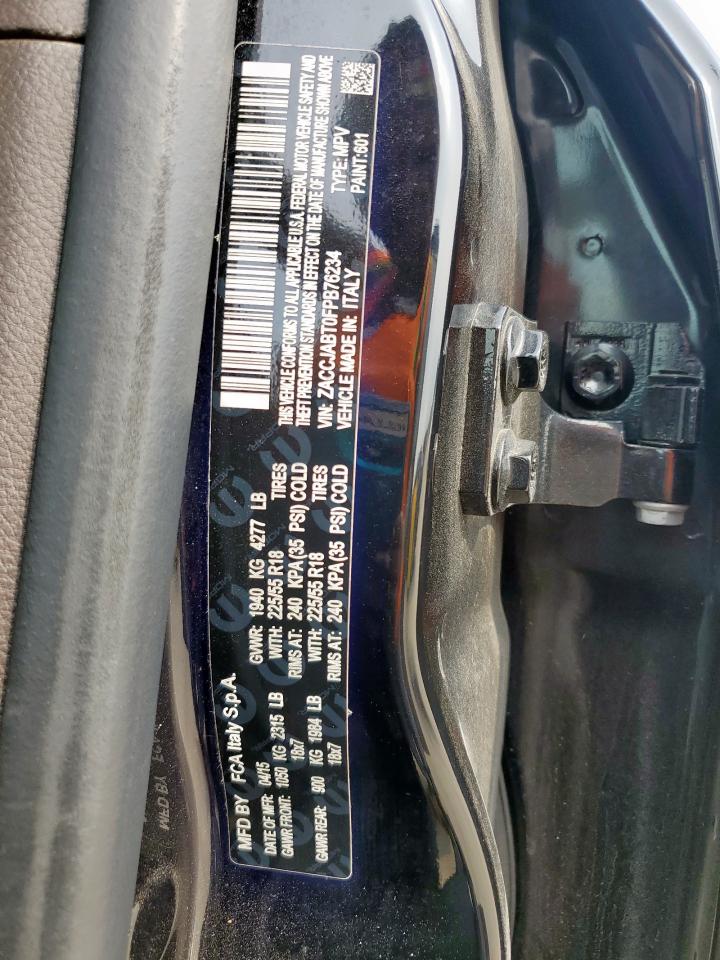 MFD BY FCA Italy S.p.A.
DATE OF MFR: 04/15 GVWR: 1940 KG 4277 LB
GAWR FRONT: 1050 KG 2315 LB WITH: 225/55 R18 TIRES
18x7 RIMS AT: 240 KPA(35 PSI) COLD
GAWR REAR: 900 KG 1984 LB WITH: 225/55 R18 TIRES
18x7 RIMS AT: 240 KPA(35 PSI) COLD
THIS VEHICLE CONFORMS TO ALL APPLICABLE U.S.A. FEDERAL MOTOR VEHICLE SAFETY AND
THEFT PREVENTION STANDARDS IN EFFECT ON THE DATE OF MANUFACTURE SHOWN ABOVE
VIN: ZACCJABT0FPB76234 TYPE: MPV
VEHICLE MADE IN: ITALY PAINT:601